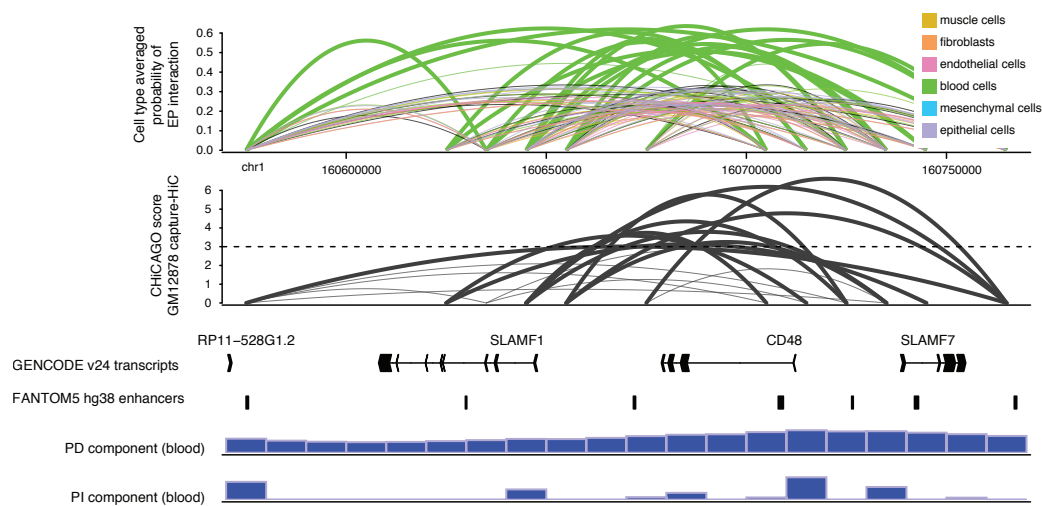 Cell type averaged
probability of
EP interaction
0.6
0.5
0.4
0.3
0.2
0.1
0.0
muscle cells
fibroblasts
endothelial cells
blood cells
mesenchymal cells
epithelial cells
chr1
160600000
160650000
160700000
160750000
CHiCAGO score
GM12878 capture-HiC
6
5
4
3
2
1
0
RP11−528G1.2
SLAMF1
CD48
SLAMF7
GENCODE v24 transcripts
FANTOM5 hg38 enhancers
PD component (blood)
PI component (blood)